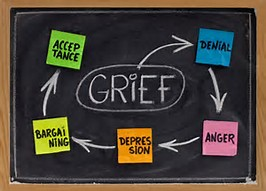 ACCEP
TANCE
DENIAL
GRiEF
BARGAi
NING
DEPRES
SION
ANGER